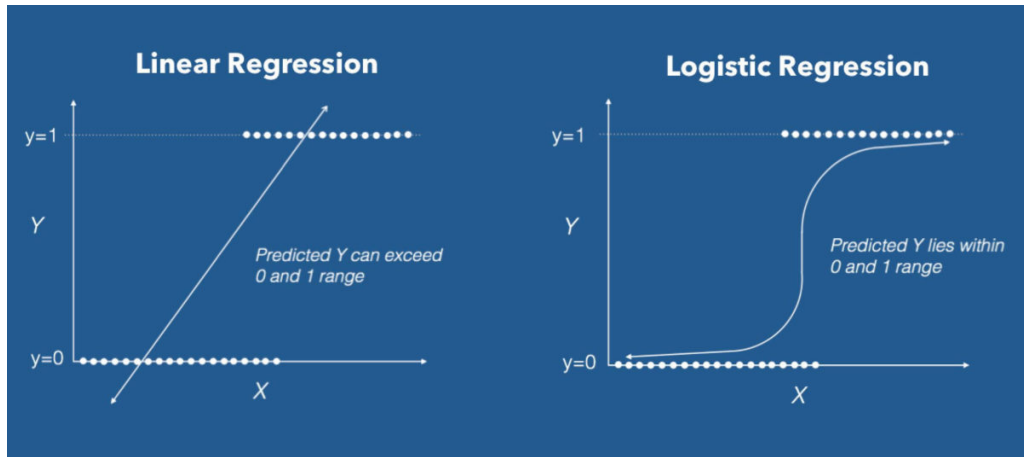 Linear Regression
y=1
Y
Predicted Y can exceed
0 and 1 range
y=0
X
Logistic Regression
y=1
Y
Predicted Y lies within
0 and 1 range
y=0
X